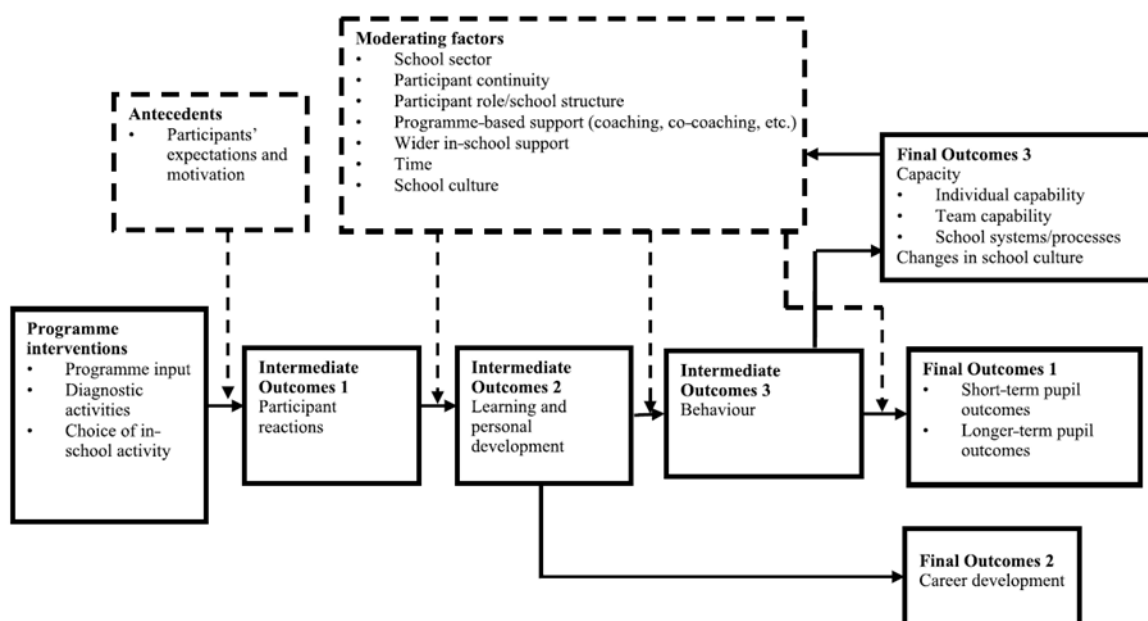 Moderating factors
• School sector
• Participant continuity
• Participant role/school structure
• Programme-based support (coaching, co-coaching, etc.)
• Wider in-school support
• Time
• School culture
Antecedents
• Participants’
expectations and
motivation
Final Outcomes 3
Capacity
• Individual capability
• Team capability
• School systems/processes
Changes in school culture
Programme
interventions
• Programme input
• Diagnostic
activities
• Choice of in-
school activity
Intermediate
Outcomes 1
Participant
reactions
Intermediate
Outcomes 2
Learning and
personal
development
Intermediate
Outcomes 3
Behaviour
Final Outcomes 1
• Short-term pupil
outcomes
• Longer-term pupil
outcomes
Final Outcomes 2
Career development